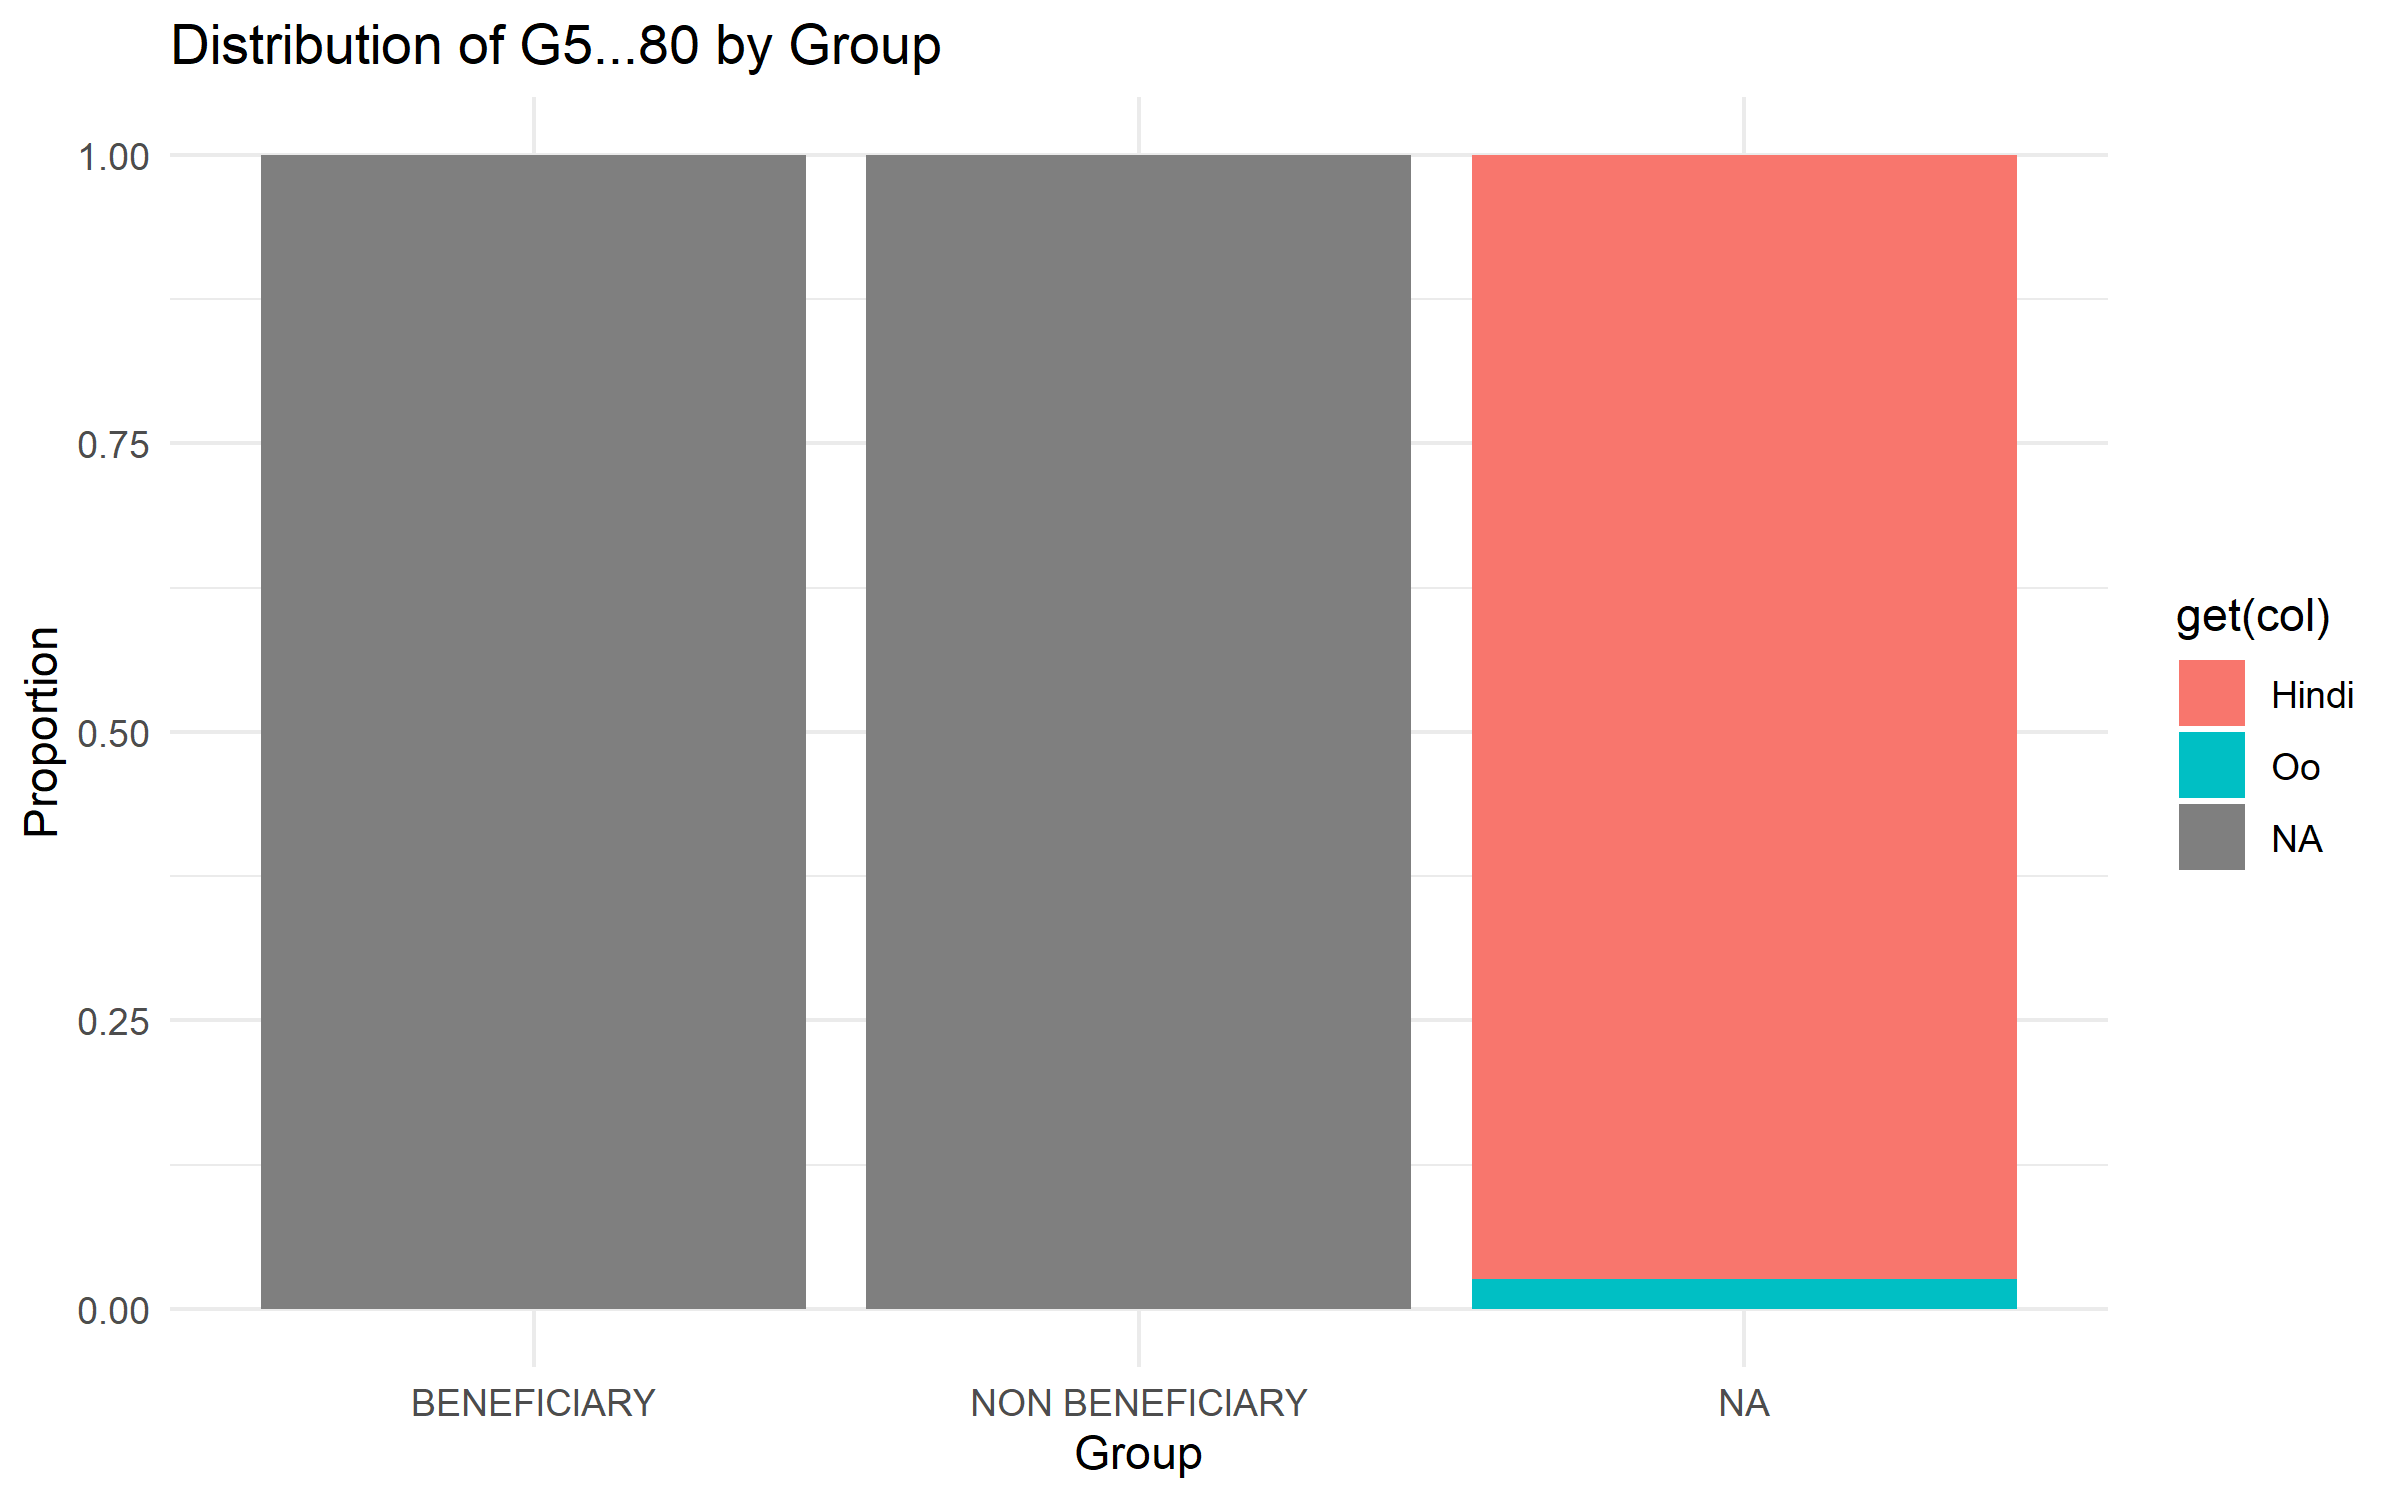 Distribution of G5...80 by Group
1.00
0.75
0.50
0.25
0.00
Proportion
BENEFICIARY
NON BENEFICIARY
NA
Group
get(col)
Hindi
Oo
NA